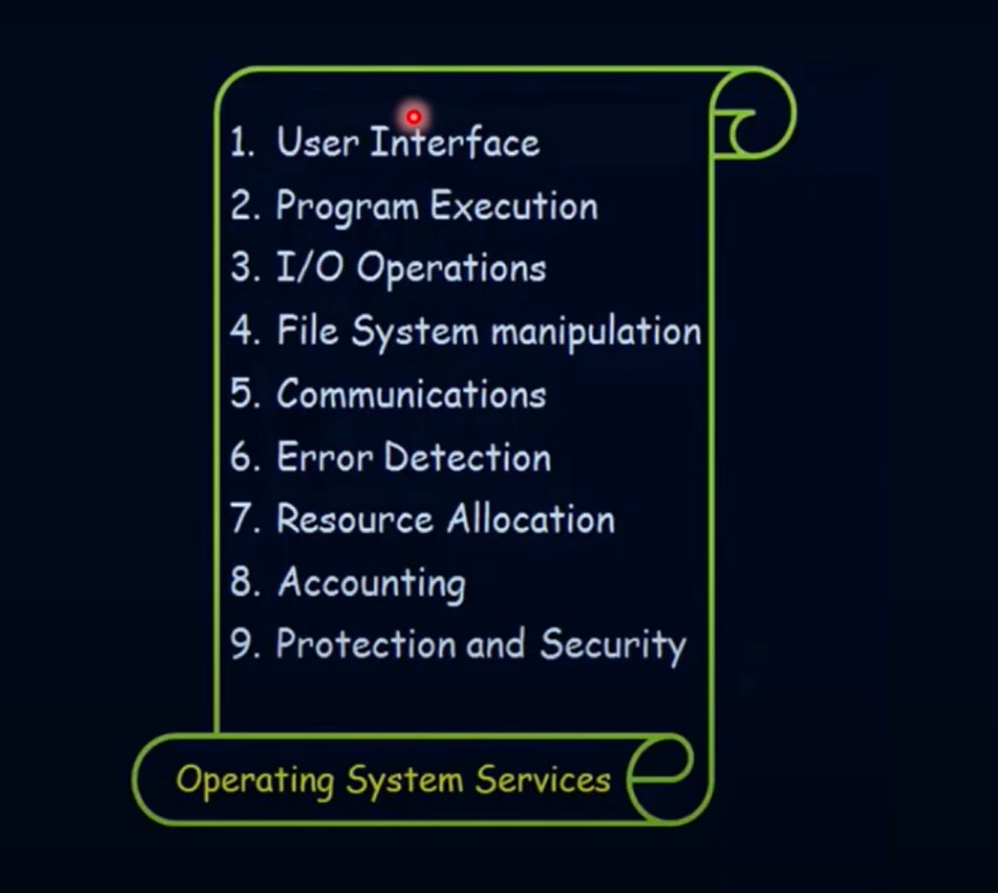 1. User Interface
2. Program Execution
3. I/O Operations
4. File System manipulation
5. Communications
6. Error Detection
7. Resource Allocation
8. Accounting
9. Protection and Security
Operating System Services